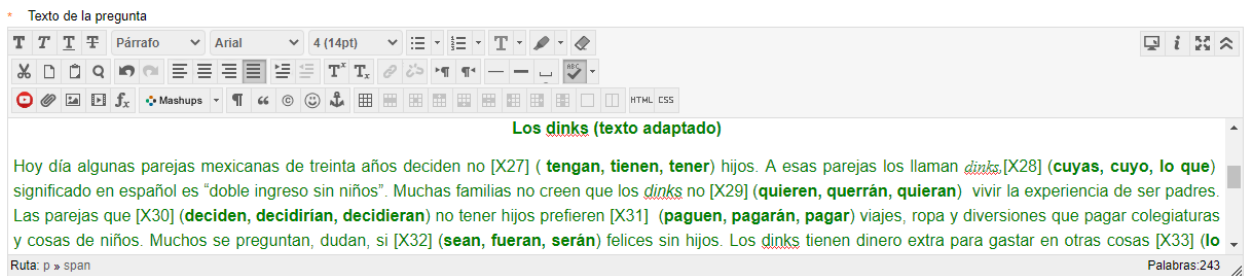 * Texto de la pregunta
T T T T Párrafo Arial 4 (14pt) T
Tx Tx
fx Mashups ¶ “ © HTML CSS
Los dinks (texto adaptado)
Hoy día algunas parejas mexicanas de treinta años deciden no [X27] ( tengan, tienen, tener) hijos. A esas parejas los llaman dinks,[X28] (cuyas, cuyo, lo que)
significado en español es “doble ingreso sin niños”. Muchas familias no creen que los dinks no [X29] (quieren, querrán, quieran) vivir la experiencia de ser padres.
Las parejas que [X30] (deciden, decidirían, decidieran) no tener hijos prefieren [X31] (paguen, pagarán, pagar) viajes, ropa y diversiones que pagar colegiaturas
y cosas de niños. Muchos se preguntan, dudan, si [X32] (sean, fueran, serán) felices sin hijos. Los dinks tienen dinero extra para gastar en otras cosas [X33] (lo
Ruta: p » span Palabras:243